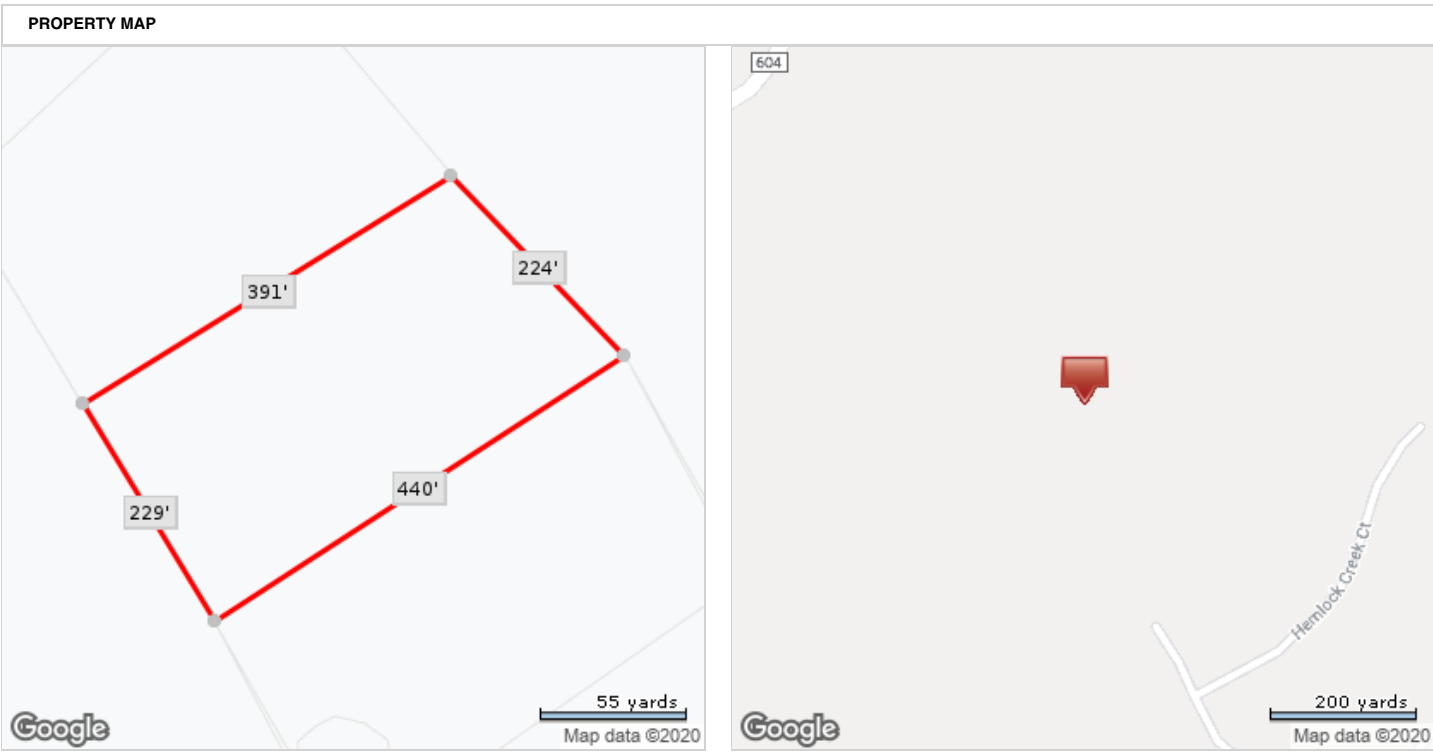 PROPERTY MAP
391'
224'
440'
229'
55 yards
Google
Map data ©2020
604
Hemlock Creek Ct
200 yards
Google
Map data ©2020